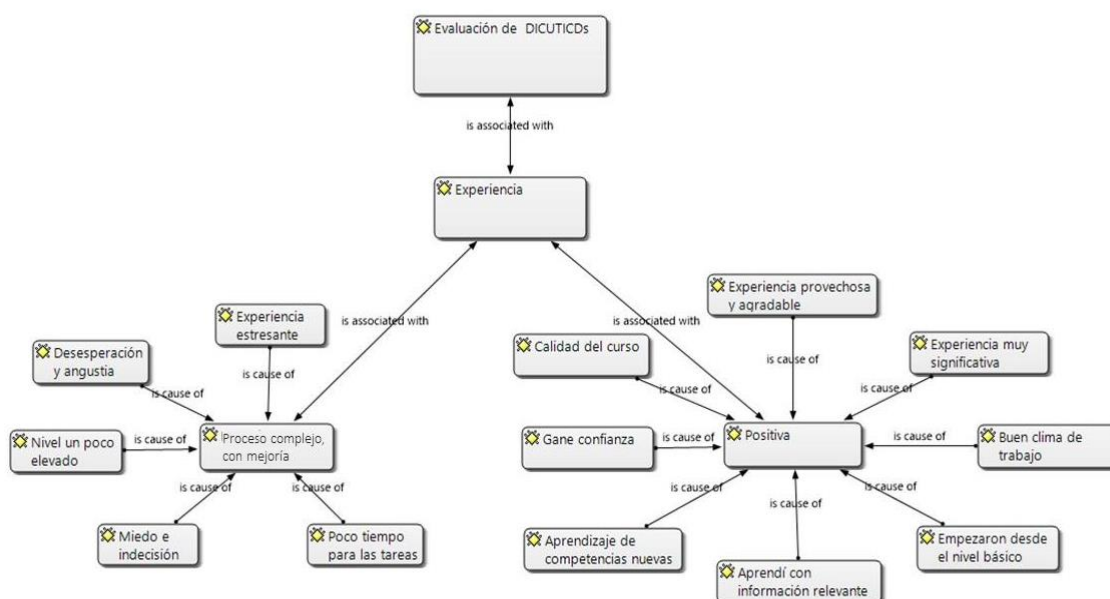 Evaluación de DICUTICDs
is associated with
Experiencia
is associated with
is associated with
Experiencia
estresante
Desesperación
y angustia
is cause of
is cause of
Nivel un poco
elevado
is cause of
Proceso complejo,
con mejoría
is cause of
is cause of
Miedo e
indecisión
Poco tiempo
para las tareas
Experiencia provechosa
y agradable
Calidad del curso
Experiencia muy
significativa
is cause of
is cause of
is cause of
Gane confianza
is cause of
Positiva
is cause of
Buen clima de
trabajo
is cause of
is cause of
is cause of
Aprendizaje de
competencias nuevas
Aprendí con
información relevante
Empezaron desde
el nivel básico